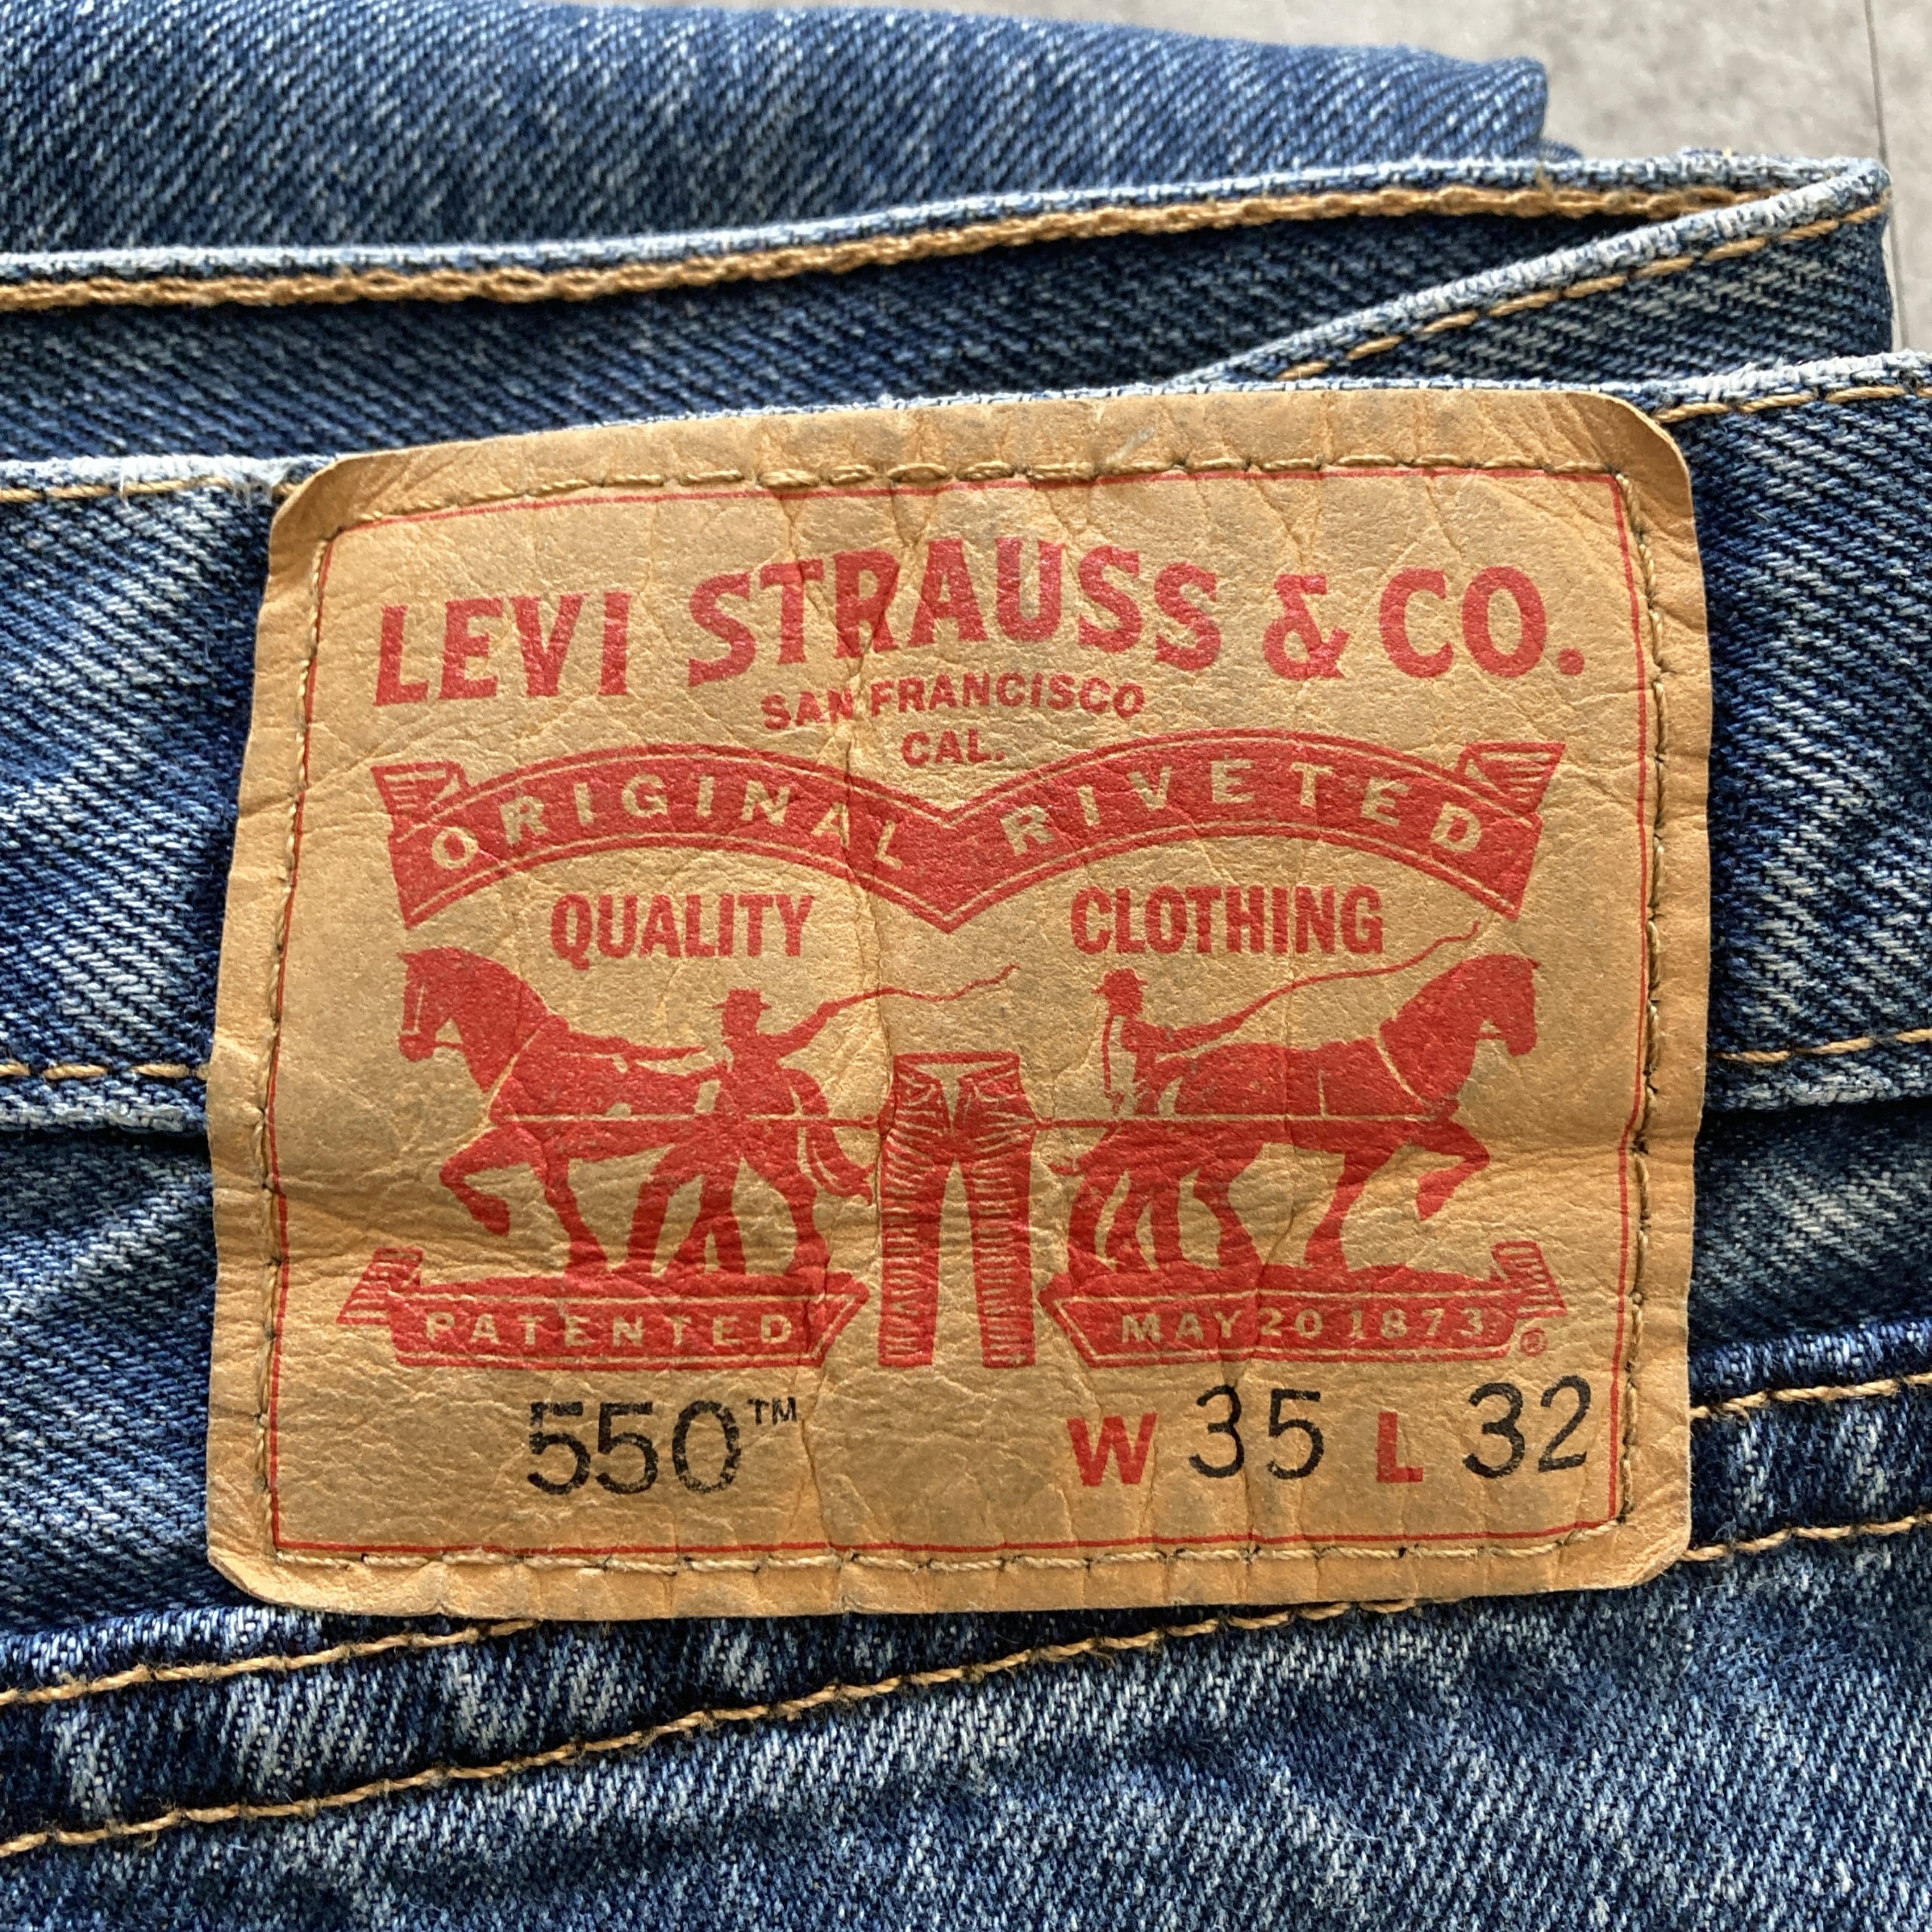 LEVI STRAUSS & CO.
SAN FRANCISCO
CAL.
ORIGINAL RIVETED
QUALITY CLOTHING
PATENTED MAY 20 1873 ®
550™ W 35 L 32